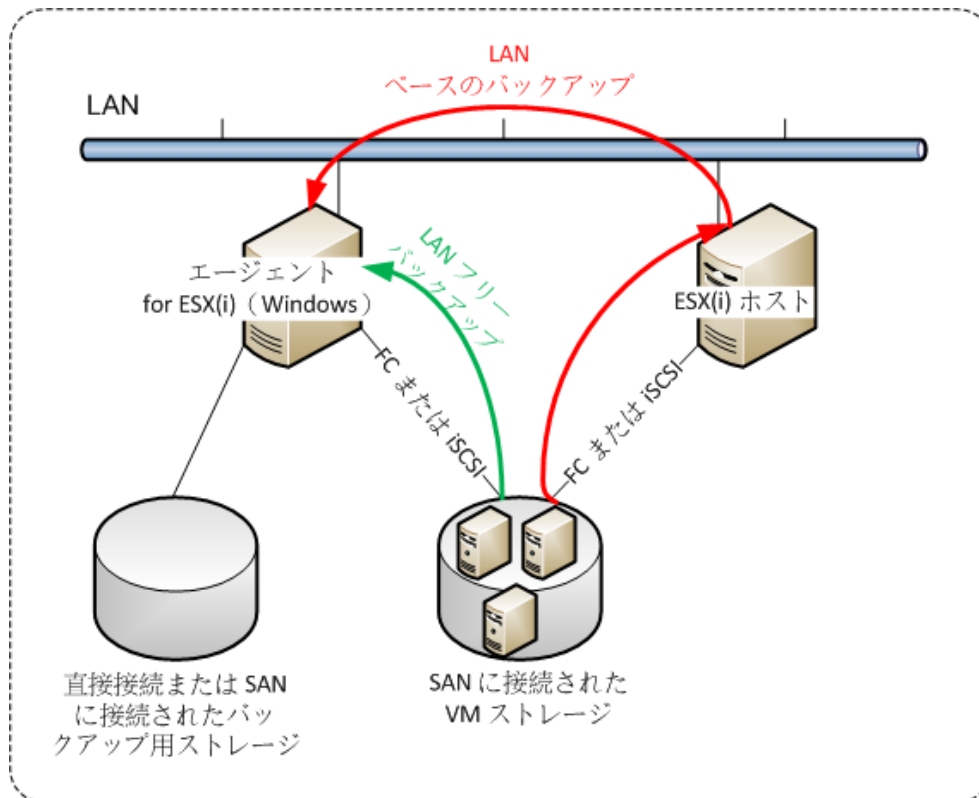 LAN
ベースのバックアップ
LAN
LAN フリー
バックアップ
エージェント
for ESX(i)（Windows）
ESX(i) ホスト
FC または iSCSI
FC または iSCSI
直接接続または SAN
に接続されたバッ
クアップ用ストレージ
SAN に接続された
VM ストレージ